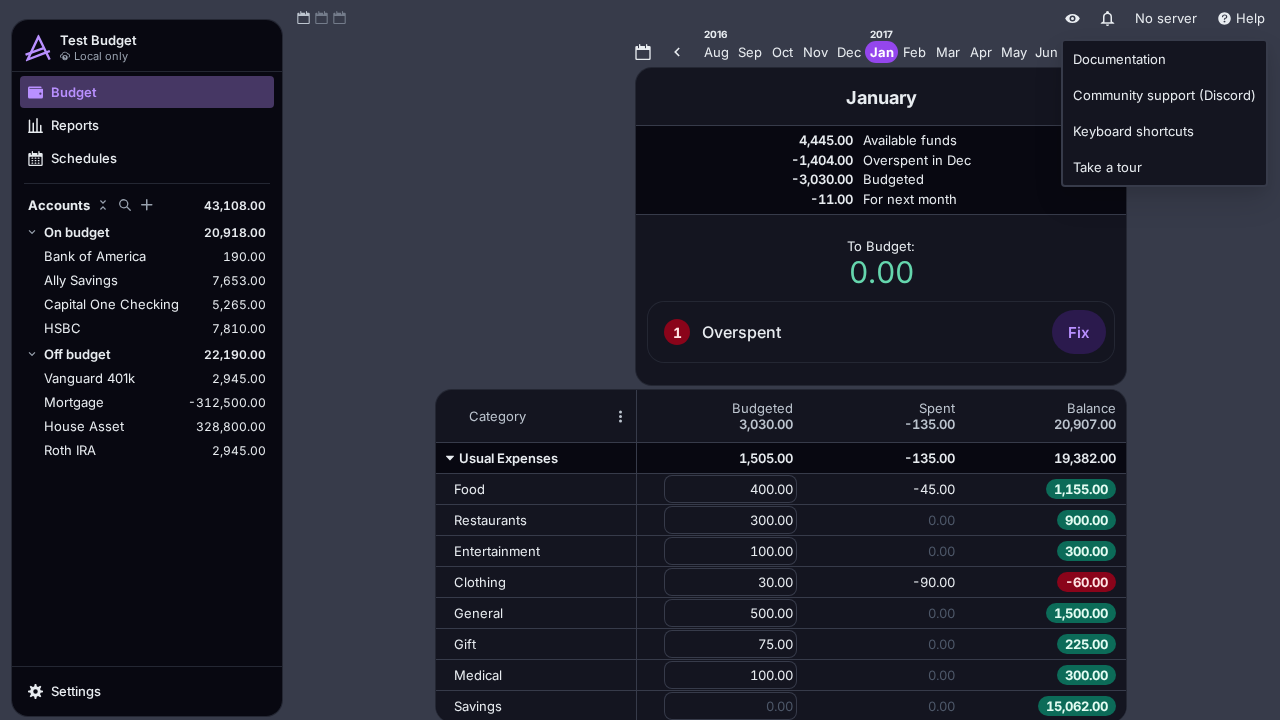 Test Budget
Local only
Budget
Reports
Schedules
Accounts 43,108.00
On budget 20,918.00
Bank of America 190.00
Ally Savings 7,653.00
Capital One Checking 5,265.00
HSBC 7,810.00
Off budget 22,190.00
Vanguard 401k 2,945.00
Mortgage -312,500.00
House Asset 328,800.00
Roth IRA 2,945.00
Settings
No server Help
2016 2017
Aug Sep Oct Nov Dec Jan Feb Mar Apr May Jun
Documentation
Community support (Discord)
Keyboard shortcuts
Take a tour
January
4,445.00 Available funds
-1,404.00 Overspent in Dec
-3,030.00 Budgeted
-11.00 For next month
To Budget:
0.00
1 Overspent Fix
Category Budgeted Spent Balance
3,030.00 -135.00 20,907.00
Usual Expenses 1,505.00 -135.00 19,382.00
Food 400.00 -45.00 1,155.00
Restaurants 300.00 0.00 900.00
Entertainment 100.00 0.00 300.00
Clothing 30.00 -90.00 -60.00
General 500.00 0.00 1,500.00
Gift 75.00 0.00 225.00
Medical 100.00 0.00 300.00
Savings 0.00 0.00 15,062.00